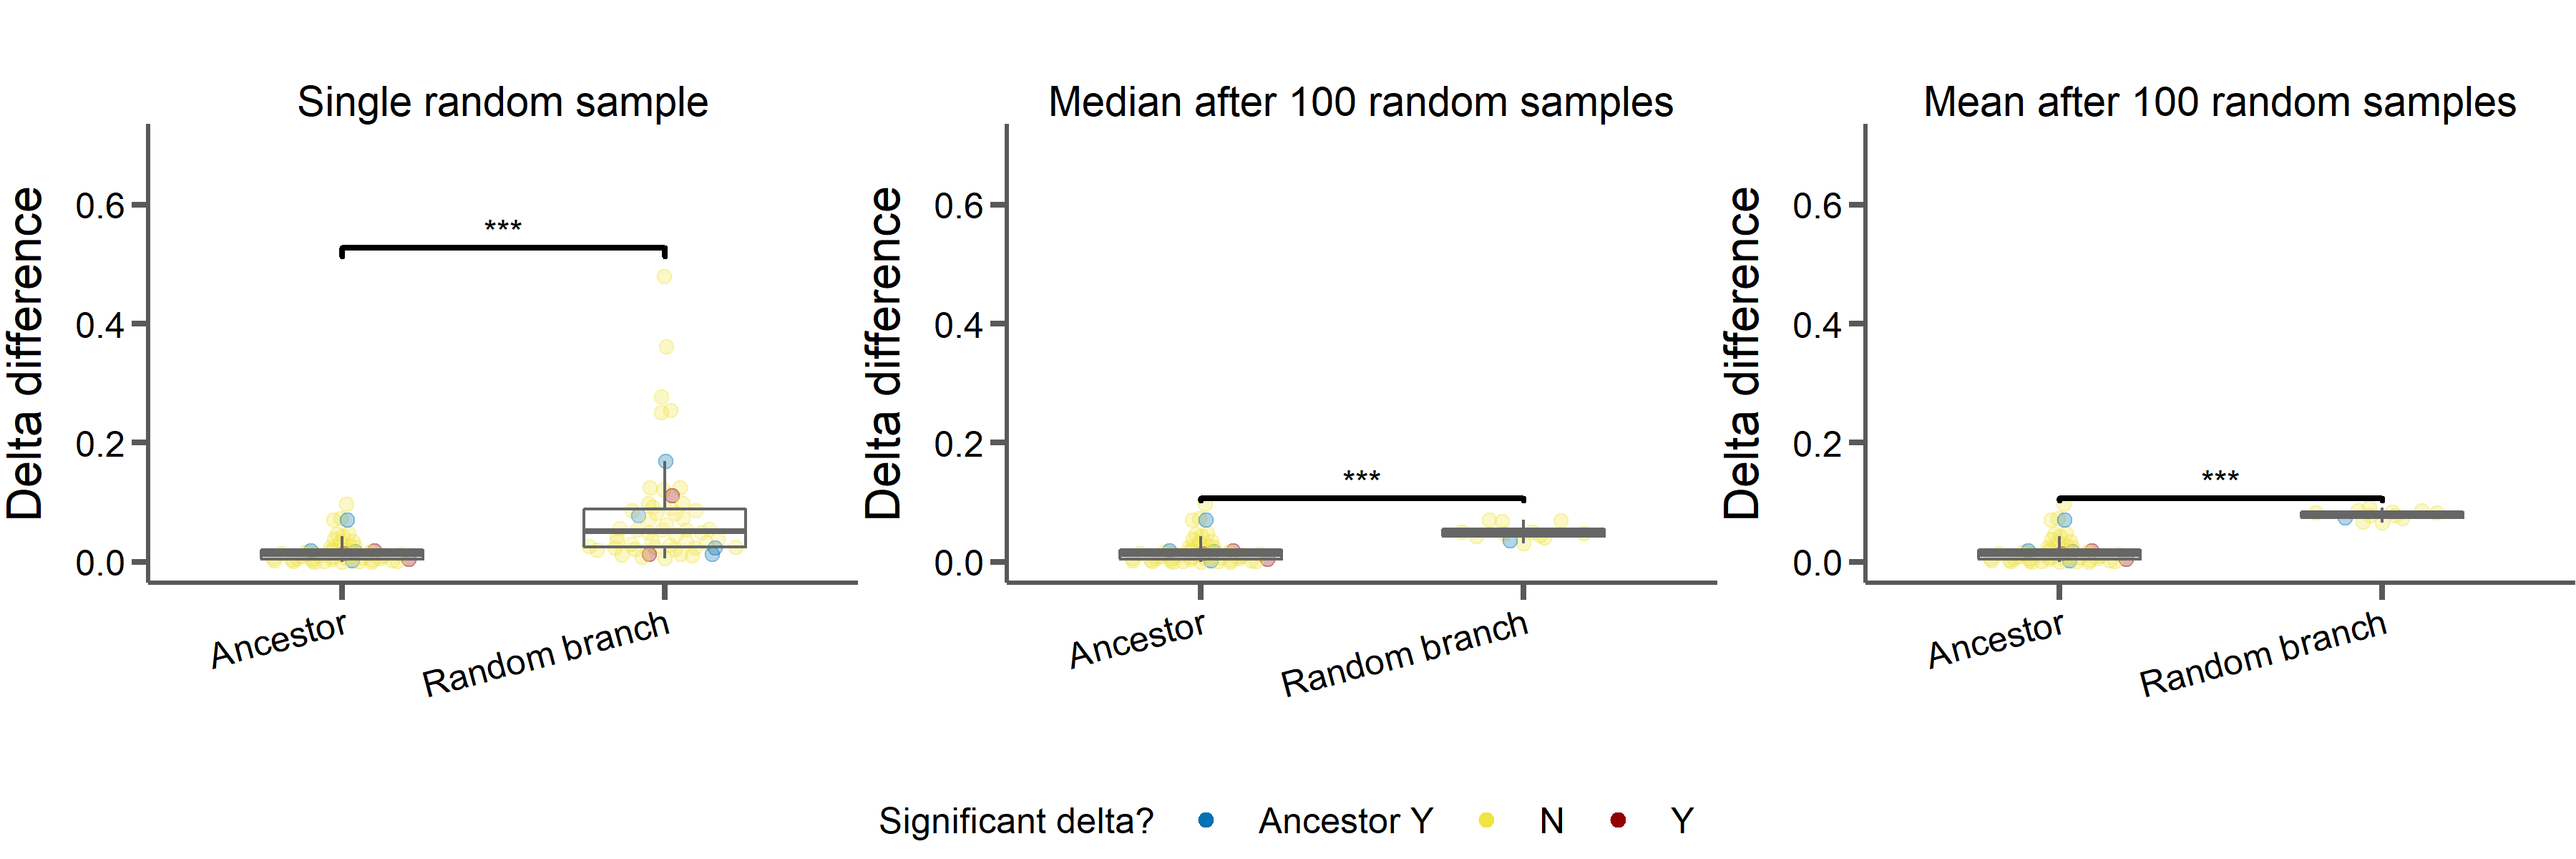 Single random sample
Delta difference
0.6
0.4
0.2
0.0
***
Ancestor
Random branch
Median after 100 random samples
Delta difference
0.6
0.4
0.2
0.0
***
Ancestor
Random branch
Mean after 100 random samples
Delta difference
0.6
0.4
0.2
0.0
***
Ancestor
Random branch
Significant delta? Ancestor Y N Y